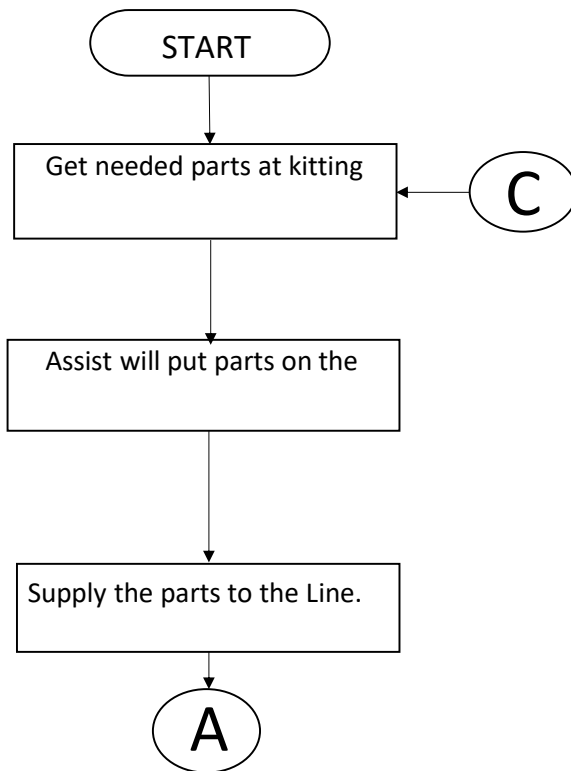 START
Get needed parts at kitting
C
Assist will put parts on the
Supply the parts to the Line.
A